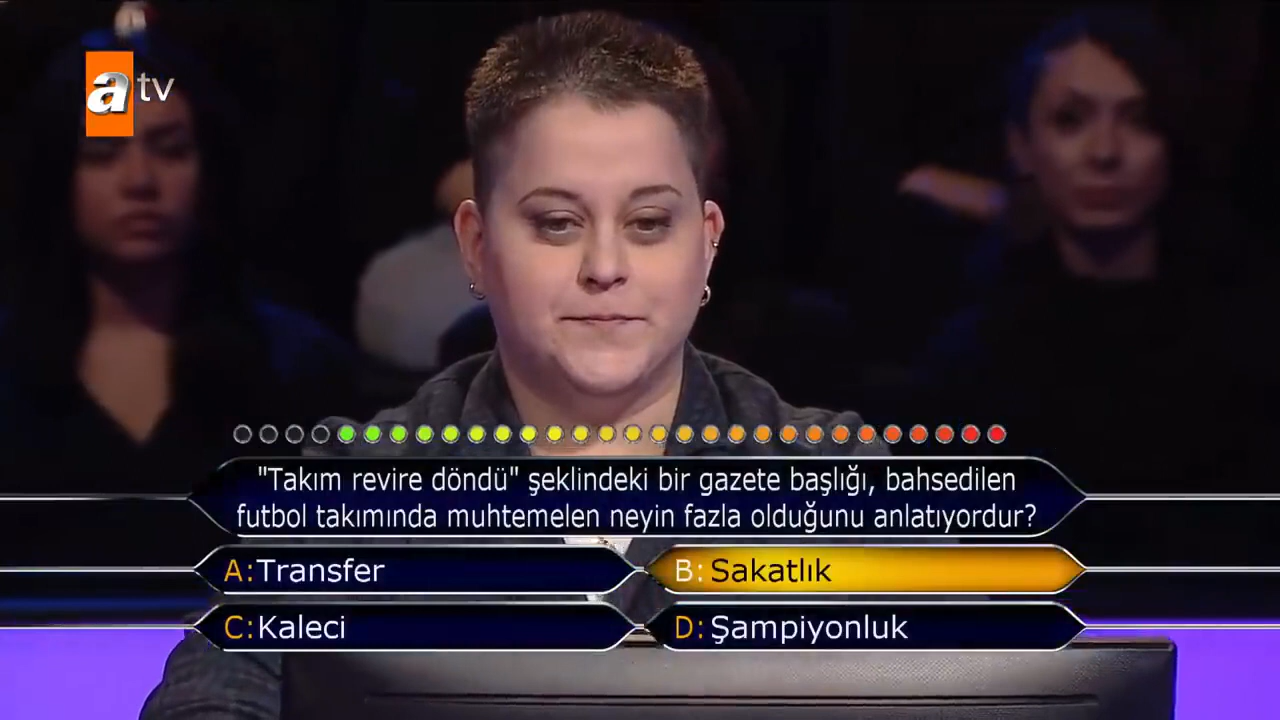 atv
"Takım revire döndü" şeklindeki bir gazete başlığı, bahsedilen
futbol takımında muhtemelen neyin fazla olduğunu anlatıyordur?
A: Transfer
B: Sakatlık
C: Kaleci
D: Şampiyonluk